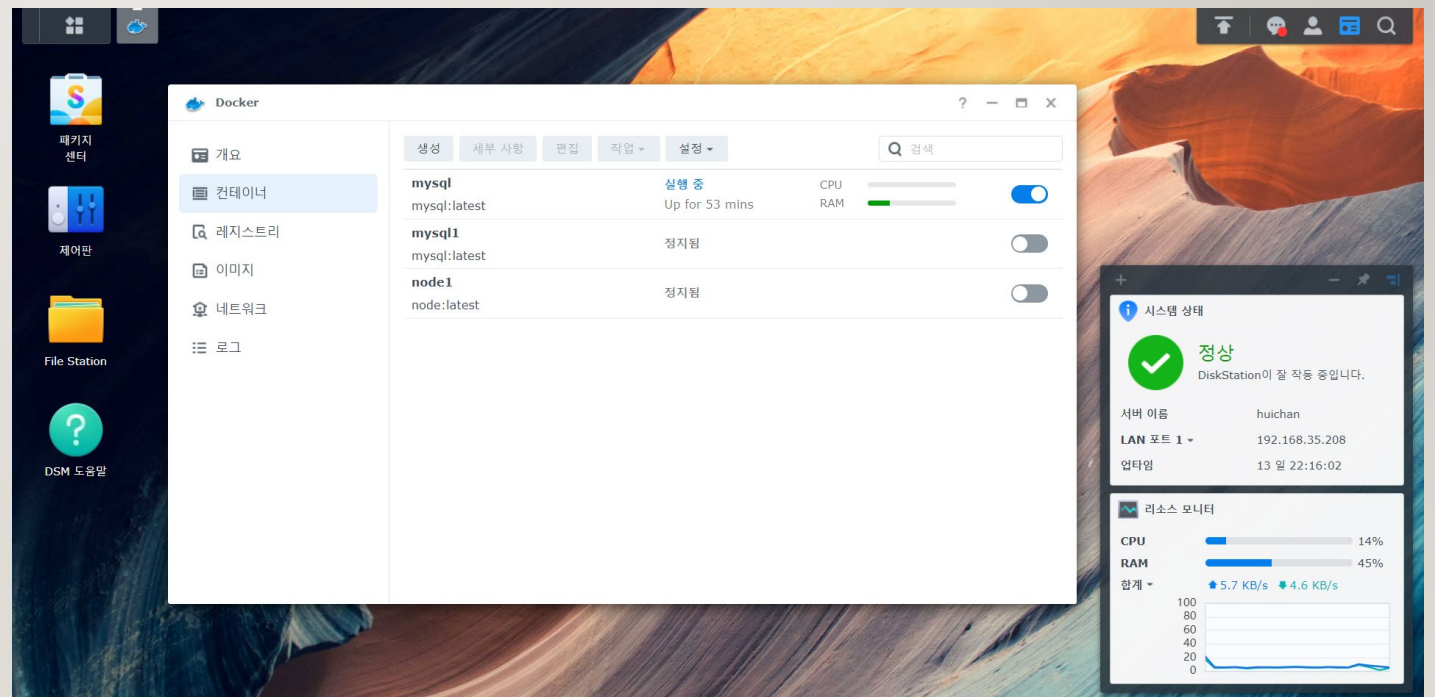 패키지
센터
제어판
File Station
DSM 도움말
Docker
개요
컨테이너
레지스트리
이미지
네트워크
로그
생성 세부 사항 편집 작업 설정 검색
mysql 실행 중 CPU
mysql:latest Up for 53 mins RAM
mysql1
mysql:latest 정지됨
node1
node:latest 정지됨
시스템 상태
정상
DiskStation이 잘 작동 중입니다.
서버 이름 huichan
LAN 포트 1 192.168.35.208
업타임 13 일 22:16:02
리소스 모니터
CPU 14%
RAM 45%
합계 5.7 KB/s 4.6 KB/s
100
80
60
40
20
0